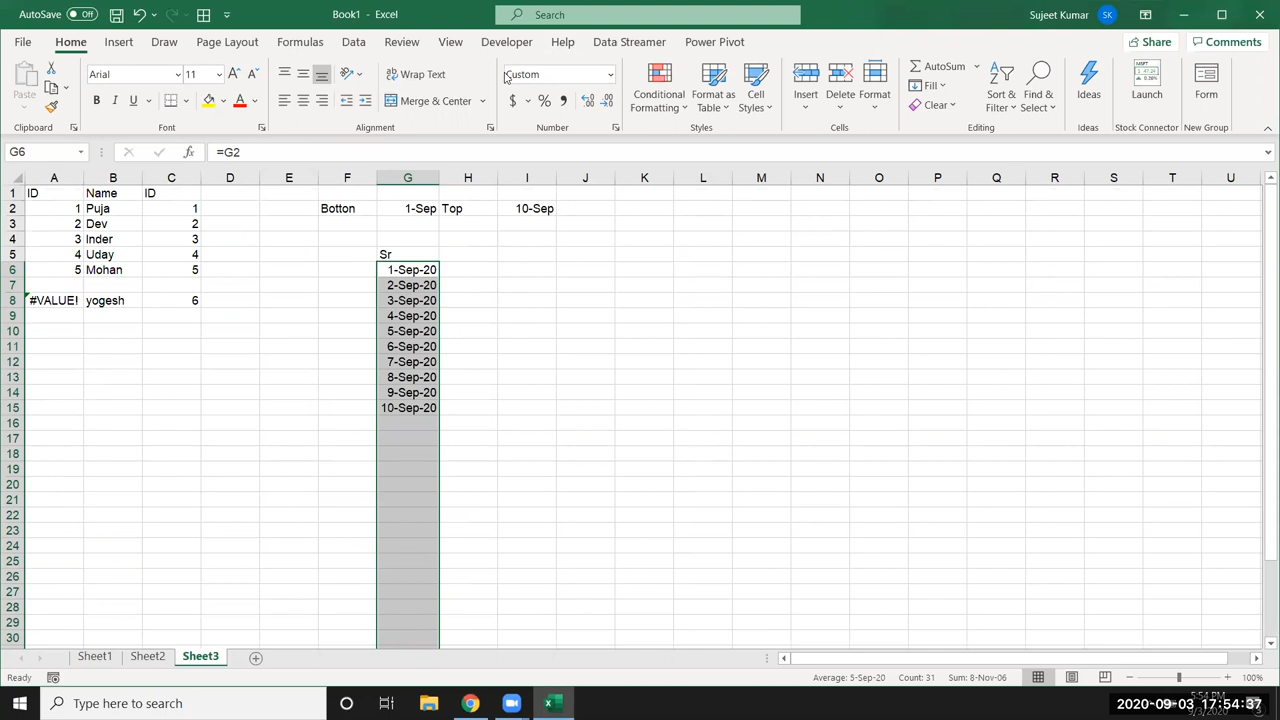 AutoSave Off
Book1 - Excel
Search
Sujeet Kumar SK
File Home Insert Draw Page Layout Formulas Data Review View Developer Help Data Streamer Power Pivot Share Comments
Paste
Clipboard
Arial 11
B I U
Font
Wrap Text
Merge & Center
Alignment
Custom
$ % ,
Number
Conditional Formatting
Format as Table
Cell Styles
Styles
Insert
Delete
Format
Cells
AutoSum
Fill
Clear
Sort & Filter
Find & Select
Editing
Ideas
Ideas
Launch
Stock Connector
Form
New Group
G6 fx =G2
A B C D E F G H I J K L M N O P Q R S T U
1 ID Name ID
2 1 Puja 1 Botton 1-Sep Top 10-Sep
3 2 Dev 2
4 3 Inder 3
5 4 Uday 4 Sr
6 5 Mohan 5 1-Sep-20
7 2-Sep-20
8 #VALUE! yogesh 6 3-Sep-20
9 4-Sep-20
10 5-Sep-20
11 6-Sep-20
12 7-Sep-20
13 8-Sep-20
14 9-Sep-20
15 10-Sep-20
16
17
18
19
20
21
22
23
24
25
26
27
28
29
30
Sheet1 Sheet2 Sheet3
Ready Average: 5-Sep-20 Count: 31 Sum: 8-Nov-06 100%
Type here to search
5:54 PM
2020-09-03 17:54:37
9/3/2020